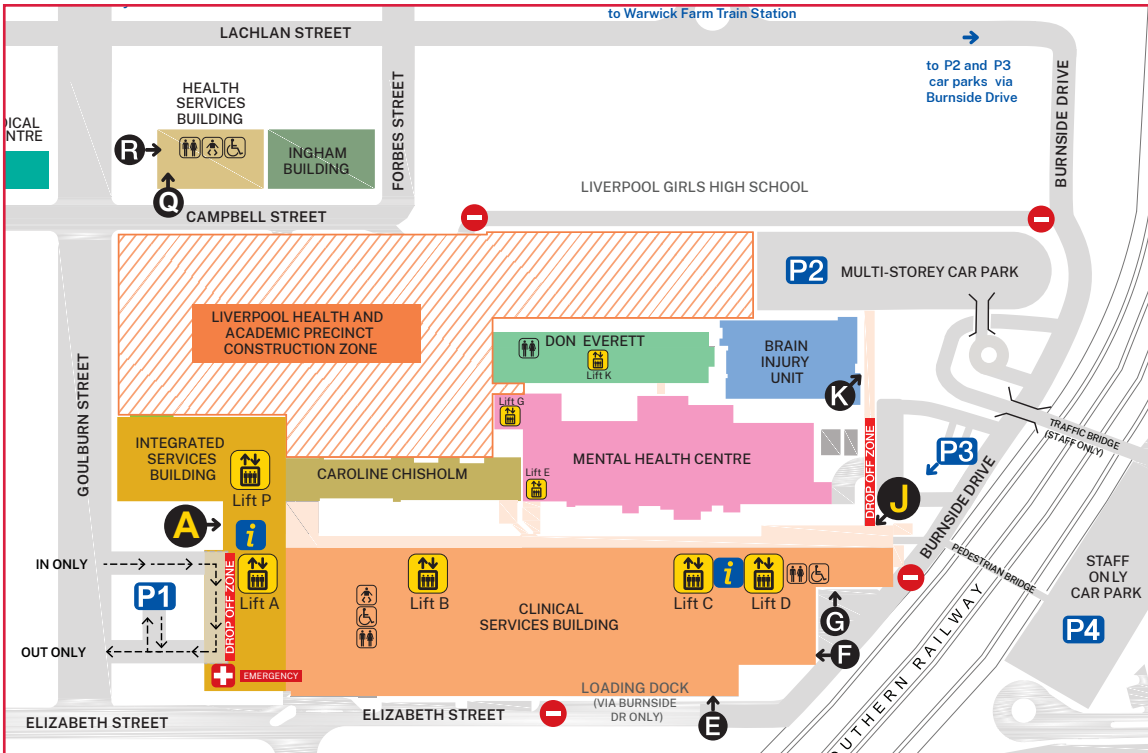 to Warwick Farm Train Station
LACHLAN STREET
to P2 and P3
car parks via
Burnside Drive
BURNSIDE DRIVE
HEALTH
SERVICES
BUILDING
FORBES STREET
DICAL
NTRE
R
INGHAM
BUILDING
Q
CAMPBELL STREET
LIVERPOOL GIRLS HIGH SCHOOL
P2
MULTI-STOREY CAR PARK
LIVERPOOL HEALTH AND
ACADEMIC PRECINCT
CONSTRUCTION ZONE
DON EVERETT
Lift K
BRAIN
INJURY
UNIT
K
GOULBURN STREET
Lift G
TRAFFIC BRIDGE
(STAFF ONLY)
INTEGRATED
SERVICES
BUILDING
Lift P
CAROLINE CHISHOLM
Lift E
MENTAL HEALTH CENTRE
DROP OFF ZONE
P3
BURNSIDE DRIVE
A
i
J
IN ONLY
P1
DROP OFF ZONE
Lift A
Lift B
CLINICAL
SERVICES BUILDING
Lift C
i
Lift D
PEDESTRIAN BRIDGE
STAFF
ONLY
CAR PARK
P4
G
OUT ONLY
F
EMERGENCY
LOADING DOCK
(VIA BURNSIDE
DR ONLY)
E
OUTHERN RAILWAY
ELIZABETH STREET
ELIZABETH STREET